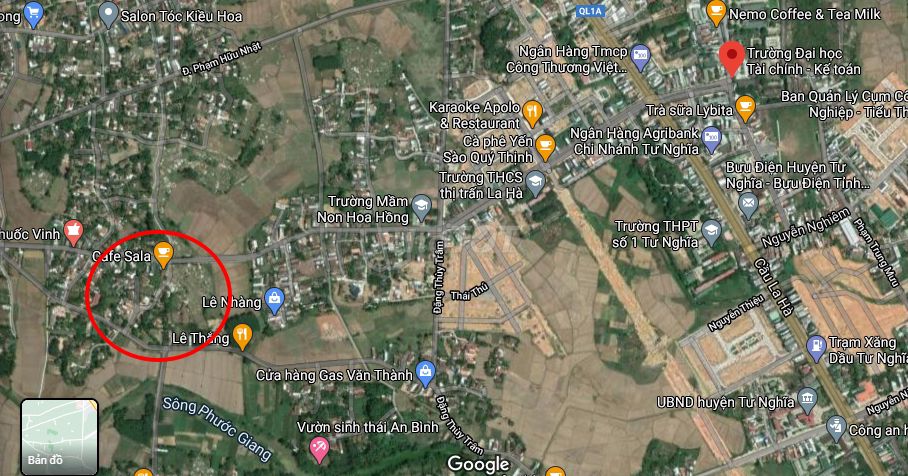 ong
Salon Tóc Kiều Hoa
QL1A
Nemo Coffee & Tea Milk
Đ. Phạm Hữu Nhật
Ngân Hàng Tmcp
Công Thương Việt...
Trường Đại học
Tài chính - Kế toán
Karaoke Apolo
& Restaurant
Trà sữa Lybita
Ban Quản Lý Cụm Cô
Nghiệp - Tiểu Th
Cà phê Yến
Sào Quý Thịnh
Ngân Hàng Agribank
Chi Nhánh Tư Nghĩa
Trường THCS
thị trấn La Hà
Bưu Điện Huyện Tư
Nghĩa - Bưu Điện Tỉnh...
Trường Mầm
Non Hoa Hồng
Trường THPT
số 1 Tư Nghĩa
Nguyễn Nghiêm
Phạm Trung Mưu
huốc Vinh
Cafe Sala
Đặng Thùy Trâm
Cầu La Hà
Thái Thú
Lê Nhàng
Nguyễn Thiệu
Lê Thắng
Trạm Xăng
Dầu Tư Nghĩa
Cửa hàng Gas Văn Thành
Sông Phước Giang
Đặng Thùy Trâm
UBND huyện Tư Nghĩa
Nguyễn N
Vườn sinh thái An Bình
Công an h
Bản đồ
Google